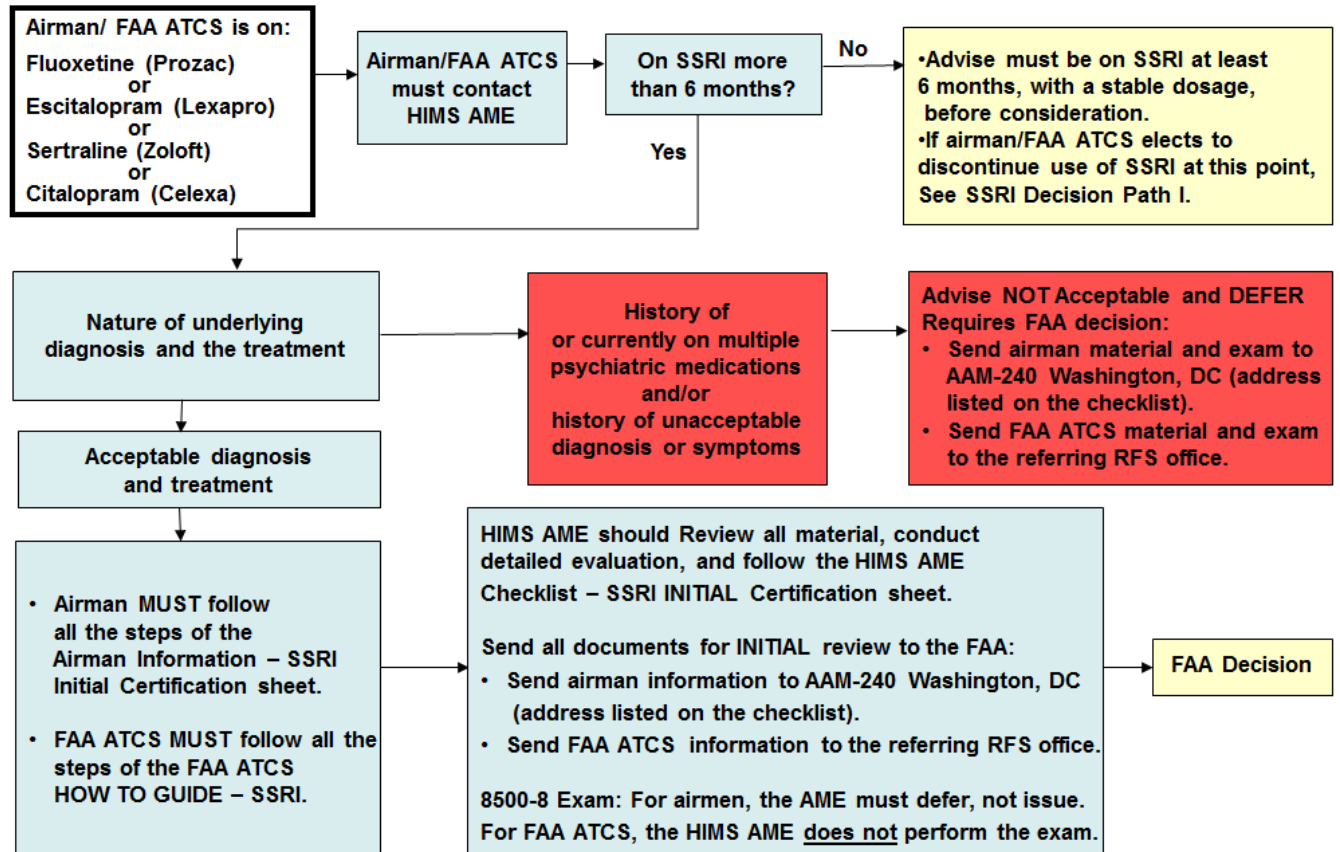 Airman/ FAA ATCS is on:
Fluoxetine (Prozac)
or
Escitalopram (Lexapro)
or
Sertraline (Zoloft)
or
Citalopram (Celexa)
Airman/FAA ATCS
must contact
HIMS AME
On SSRI more
than 6 months?
No
•Advise must be on SSRI at least
6 months, with a stable dosage,
before consideration.
•If airman/FAA ATCS elects to
discontinue use of SSRI at this point,
See SSRI Decision Path I.
Yes
Nature of underlying
diagnosis and the treatment
History of
or currently on multiple
psychiatric medications
and/or
history of unacceptable
diagnosis or symptoms
Advise NOT Acceptable and DEFER
Requires FAA decision:
• Send airman material and exam to
AAM-240 Washington, DC (address
listed on the checklist).
• Send FAA ATCS material and exam
to the referring RFS office.
Acceptable diagnosis
and treatment
• Airman MUST follow
all the steps of the
Airman Information – SSRI
Initial Certification sheet.
• FAA ATCS MUST follow all the
steps of the FAA ATCS
HOW TO GUIDE – SSRI.
HIMS AME should Review all material, conduct
detailed evaluation, and follow the HIMS AME
Checklist – SSRI INITIAL Certification sheet.
Send all documents for INITIAL review to the FAA:
• Send airman information to AAM-240 Washington, DC
(address listed on the checklist).
• Send FAA ATCS information to the referring RFS office.
8500-8 Exam: For airmen, the AME must defer, not issue.
For FAA ATCS, the HIMS AME does not perform the exam.
FAA Decision